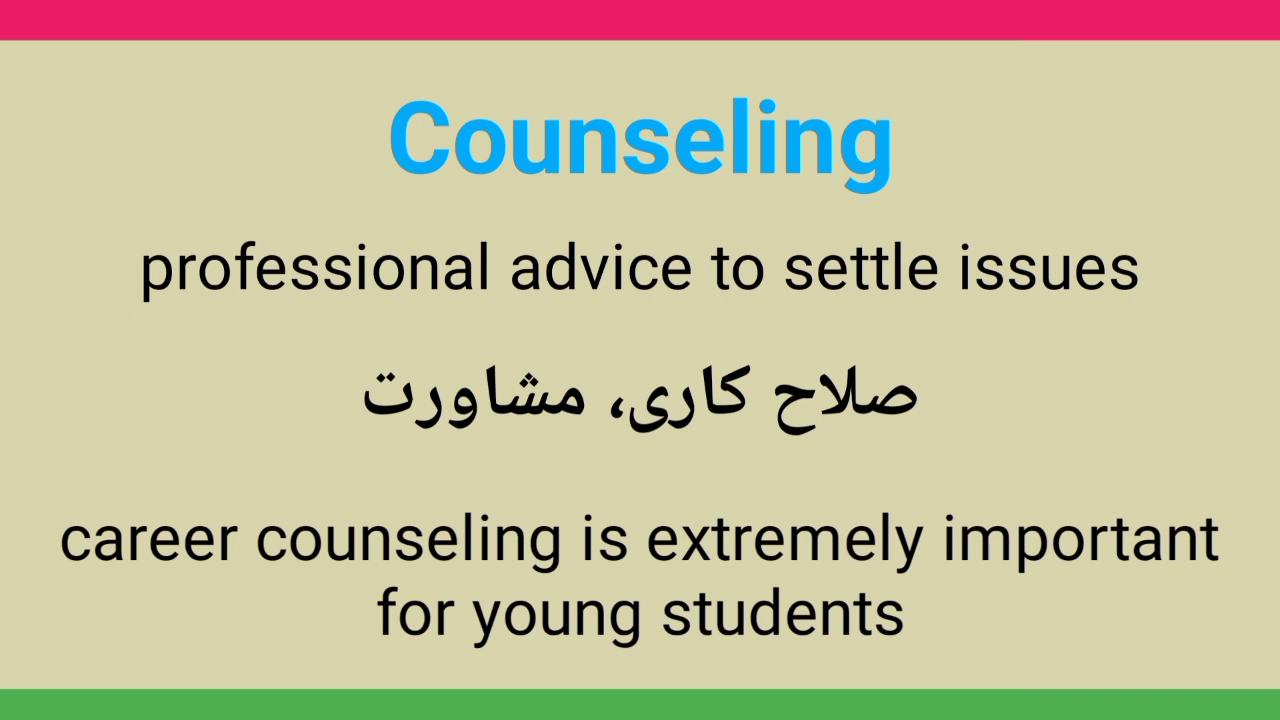 Counseling
professional advice to settle issues
صلاح کاری، مشاورت
career counseling is extremely important
for young students